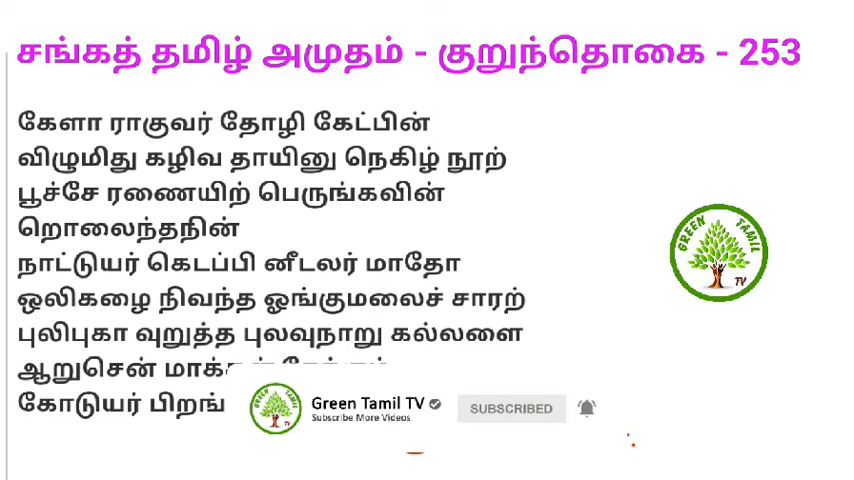 சங்கத் தமிழ் அமுதம் - குறுந்தொகை - 253
கேளா ராகுவர் தோழி கேட்பின்
விழுமிது கழிவ தாயினு நெகிழ் நூற்
பூச்சே ரணையிற் பெருங்கவின்
றொலைந்தநின்
நாட்டுயர் கெடப்பி னீடலர் மாதோ
ஒலிகழை நிவந்த ஓங்குமலைச் சாரற்
புலிபுகா வுறுத்த புலவுநாறு கல்லளை
ஆறுசென்
கோடுயர்
GREEN TAMIL TV
Green Tamil TV
Subscribe More Videos
SUBSCRIBED